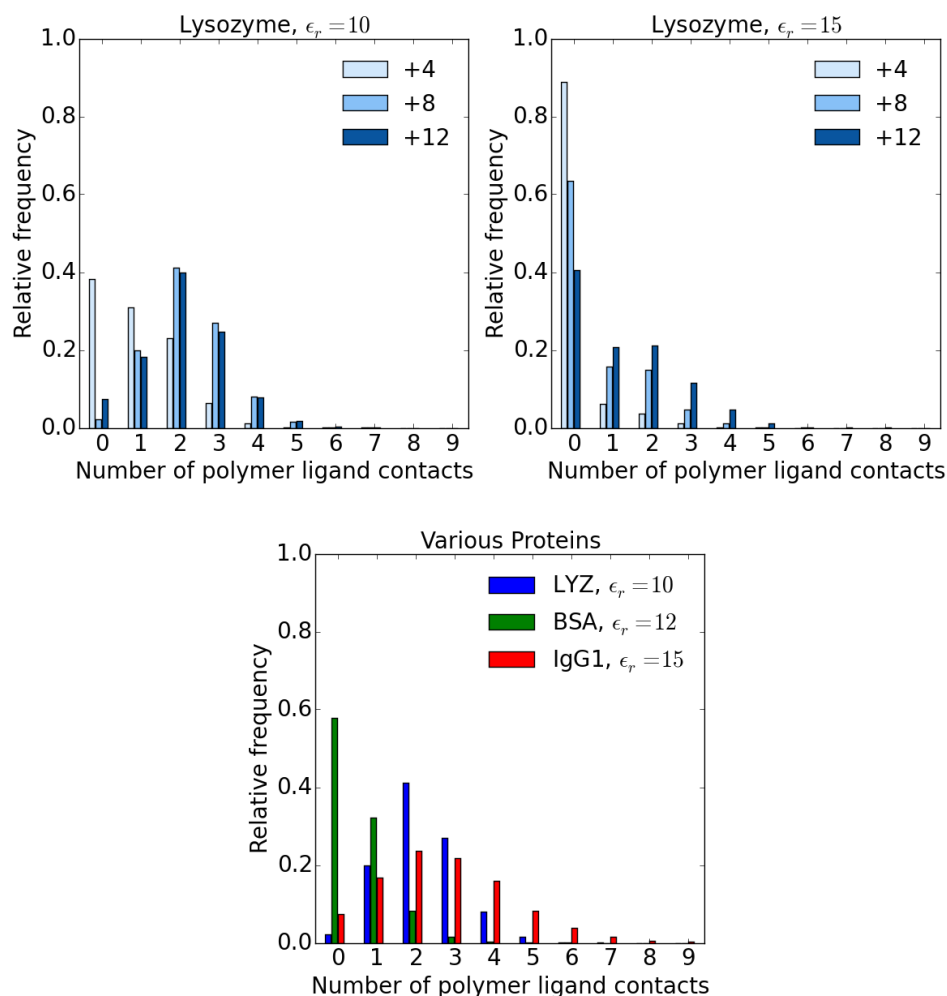 Lysozyme, ϵr = 10
Relative frequency
1.0
0.8
0.6
0.4
0.2
0.0
+4
+8
+12
0 1 2 3 4 5 6 7 8 9
Number of polymer ligand contacts
Lysozyme, ϵr = 15
Relative frequency
1.0
0.8
0.6
0.4
0.2
0.0
+4
+8
+12
0 1 2 3 4 5 6 7 8 9
Number of polymer ligand contacts
Various Proteins
Relative frequency
1.0
0.8
0.6
0.4
0.2
0.0
LYZ, ϵr = 10
BSA, ϵr = 12
IgG1, ϵr = 15
0 1 2 3 4 5 6 7 8 9
Number of polymer ligand contacts